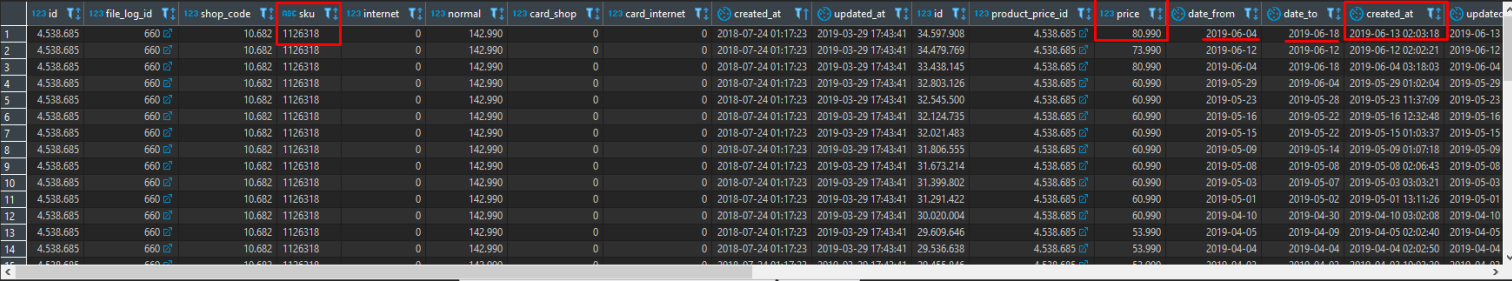 123 id 123 file_log_id 123 shop_code ABC sku 123 internet 123 normal 123 card_shop 123 card_internet created_at updated_at 123 id 123 product_price_id 123 price date_from date_to created_at updated
1 4.538.685 660 10.682 1126318 0 142.990 0 0 2018-07-24 01:17:23 2019-03-29 17:43:41 34.597.908 4.538.685 80.990 2019-06-04 2019-06-18 2019-06-13 02:03:18 2019-06-13
2 4.538.685 660 10.682 1126318 0 142.990 0 0 2018-07-24 01:17:23 2019-03-29 17:43:41 34.479.769 4.538.685 73.990 2019-06-12 2019-06-12 2019-06-12 02:02:21 2019-06-12
3 4.538.685 660 10.682 1126318 0 142.990 0 0 2018-07-24 01:17:23 2019-03-29 17:43:41 33.438.145 4.538.685 80.990 2019-06-04 2019-06-18 2019-06-04 03:18:03 2019-06-04
4 4.538.685 660 10.682 1126318 0 142.990 0 0 2018-07-24 01:17:23 2019-03-29 17:43:41 32.803.126 4.538.685 60.990 2019-05-29 2019-06-04 2019-05-29 01:02:04 2019-05-29
5 4.538.685 660 10.682 1126318 0 142.990 0 0 2018-07-24 01:17:23 2019-03-29 17:43:41 32.545.500 4.538.685 60.990 2019-05-23 2019-05-28 2019-05-23 11:37:09 2019-05-23
6 4.538.685 660 10.682 1126318 0 142.990 0 0 2018-07-24 01:17:23 2019-03-29 17:43:41 32.124.735 4.538.685 60.990 2019-05-16 2019-05-22 2019-05-16 12:32:48 2019-05-16
7 4.538.685 660 10.682 1126318 0 142.990 0 0 2018-07-24 01:17:23 2019-03-29 17:43:41 32.021.483 4.538.685 60.990 2019-05-15 2019-05-22 2019-05-15 01:03:37 2019-05-15
8 4.538.685 660 10.682 1126318 0 142.990 0 0 2018-07-24 01:17:23 2019-03-29 17:43:41 31.806.555 4.538.685 60.990 2019-05-09 2019-05-14 2019-05-09 01:07:18 2019-05-09
9 4.538.685 660 10.682 1126318 0 142.990 0 0 2018-07-24 01:17:23 2019-03-29 17:43:41 31.673.214 4.538.685 60.990 2019-05-08 2019-05-08 2019-05-08 02:06:43 2019-05-08
10 4.538.685 660 10.682 1126318 0 142.990 0 0 2018-07-24 01:17:23 2019-03-29 17:43:41 31.399.802 4.538.685 60.990 2019-05-03 2019-05-07 2019-05-03 03:03:21 2019-05-03
11 4.538.685 660 10.682 1126318 0 142.990 0 0 2018-07-24 01:17:23 2019-03-29 17:43:41 31.291.422 4.538.685 60.990 2019-05-01 2019-05-02 2019-05-01 13:11:26 2019-05-01
12 4.538.685 660 10.682 1126318 0 142.990 0 0 2018-07-24 01:17:23 2019-03-29 17:43:41 30.020.004 4.538.685 60.990 2019-04-10 2019-04-30 2019-04-10 03:02:08 2019-04-10
13 4.538.685 660 10.682 1126318 0 142.990 0 0 2018-07-24 01:17:23 2019-03-29 17:43:41 29.609.646 4.538.685 53.990 2019-04-05 2019-04-09 2019-04-05 02:02:40 2019-04-05
14 4.538.685 660 10.682 1126318 0 142.990 0 0 2018-07-24 01:17:23 2019-03-29 17:43:41 29.536.638 4.538.685 53.990 2019-04-04 2019-04-04 2019-04-04 02:02:50 2019-04-04